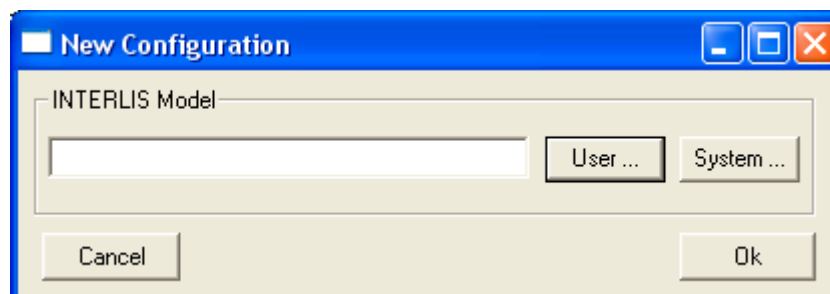 New Configuration
INTERLIS Model
User ... System ...
Cancel Ok